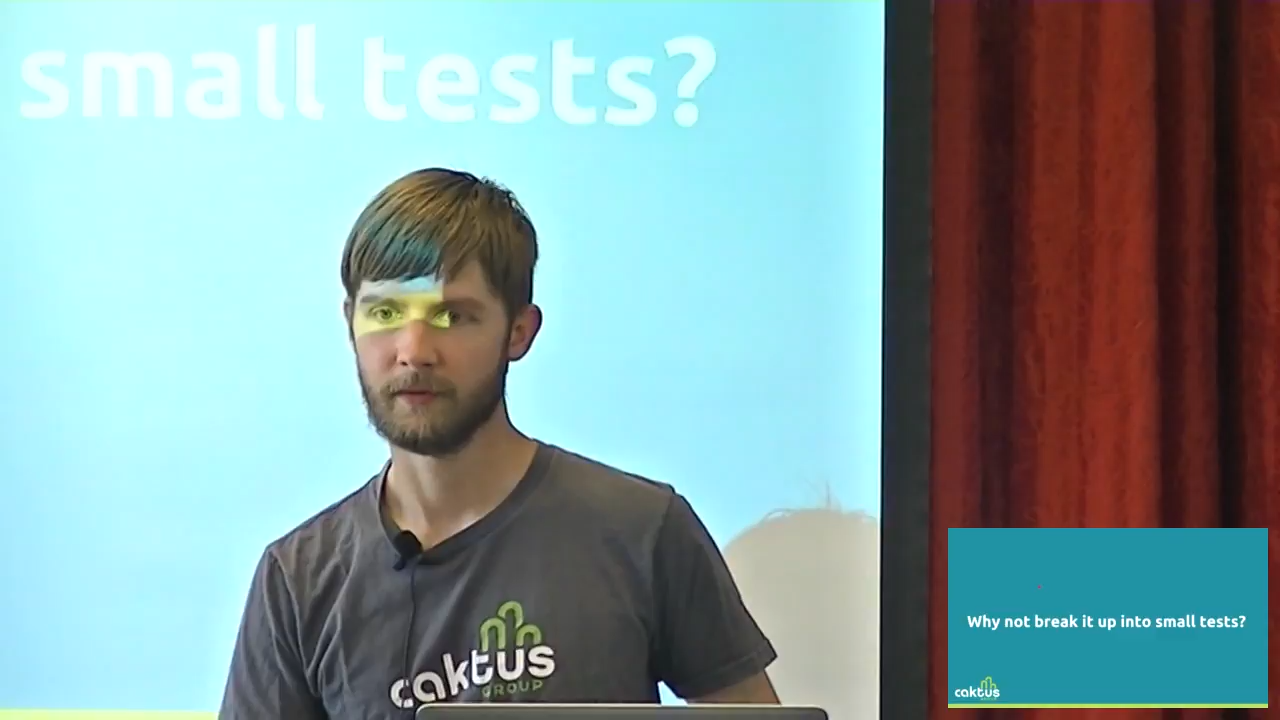 small tests?
caktus
GROUP
Why not break it up into small tests?
caktus